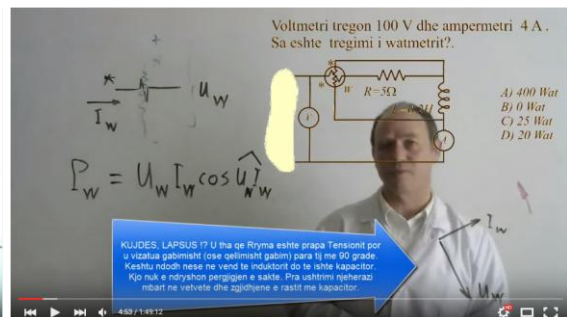 Voltmetri tregon 100 V dhe ampermetri 4 A .
Sa eshte tregimi i watmetrit?.
* U_W
I_W
P_W = U_W I_W cos U_W I_W
* W
*
R=5Ω
V
A
A) 400 Wat
B) 0 Wat
C) 25 Wat
D) 20 Wat
KUJDES, LAPSUS !? U tha qe Rryma eshte prapa Tensionit por
u vizatua gabimisht (ose qellimisht gabim) para tij me 90 grade.
Keshtu ndodh nese ne vend te induktorit do te ishte kapacitor.
Kjo nuk e ndryshon pergjigjen e sakte. Pra ushtrimi njeherazi
mbart ne vetvete dhe zgjidhjene e rastit me kapacitor.
I_W
U_W
4:53 / 1:49:12